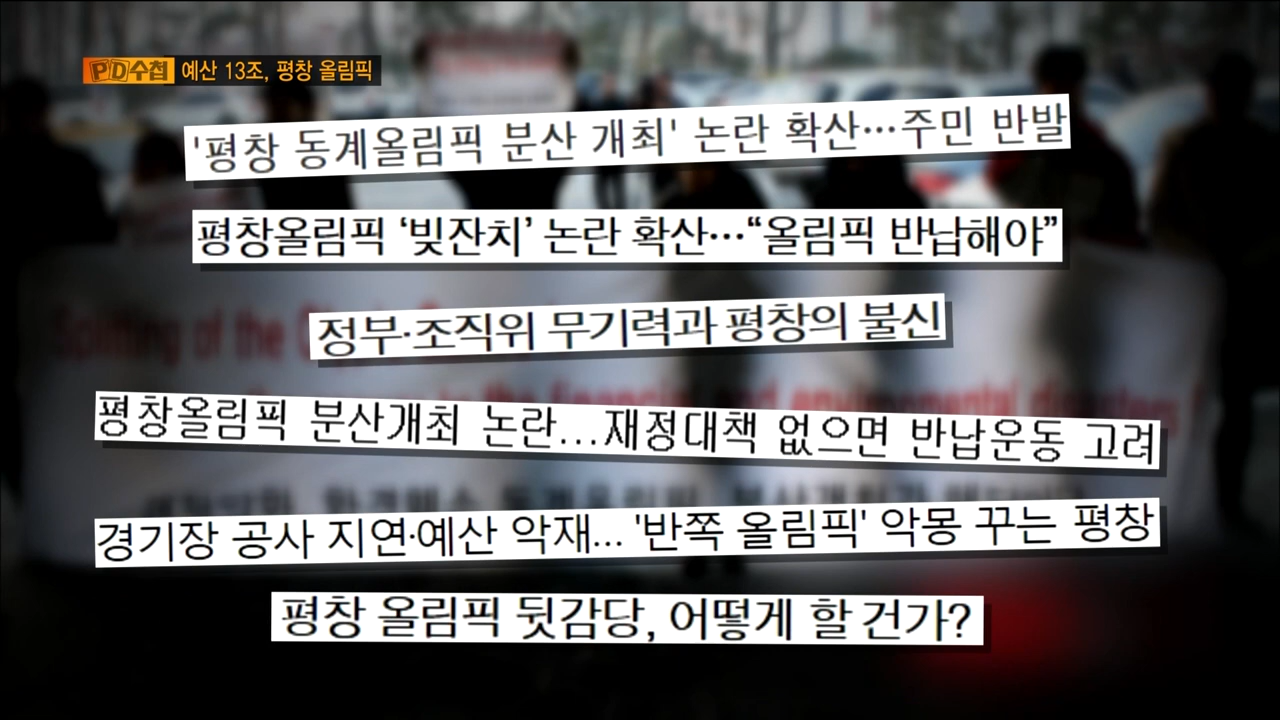 PD수첩 예산 13조, 평창 올림픽
'평창 동계올림픽 분산 개최' 논란 확산…주민 반발
평창올림픽 ‘빚잔치’ 논란 확산…“올림픽 반납해야”
정부·조직위 무기력과 평창의 불신
평창올림픽 분산개최 논란...재정대책 없으면 반납운동 고려
경기장 공사 지연·예산 악재... '반쪽 올림픽' 악몽 꾸는 평창
평창 올림픽 뒷감당, 어떻게 할 건가?